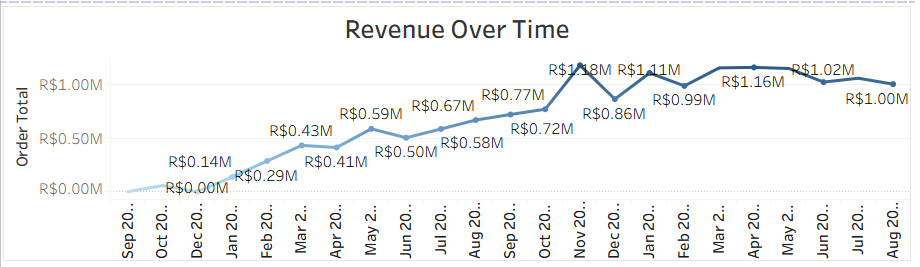 Revenue Over Time
Order Total
R$1.00M
R$0.50M
R$0.00M
R$0.00M
R$0.14M
R$0.29M
R$0.43M
R$0.41M
R$0.59M
R$0.50M
R$0.67M
R$0.58M
R$0.77M
R$0.72M
R$1.18M
R$0.86M
R$1.11M
R$0.99M
R$1.16M
R$1.02M
R$1.00M
Sep 20..
Oct 20..
Dec 20..
Jan 20..
Feb 20..
Mar 2..
Apr 20..
May 2..
Jun 20..
Jul 20..
Aug 20..
Sep 20..
Oct 20..
Nov 20..
Dec 20..
Jan 20..
Feb 20..
Mar 2..
Apr 20..
May 2..
Jun 20..
Jul 20..
Aug 20..